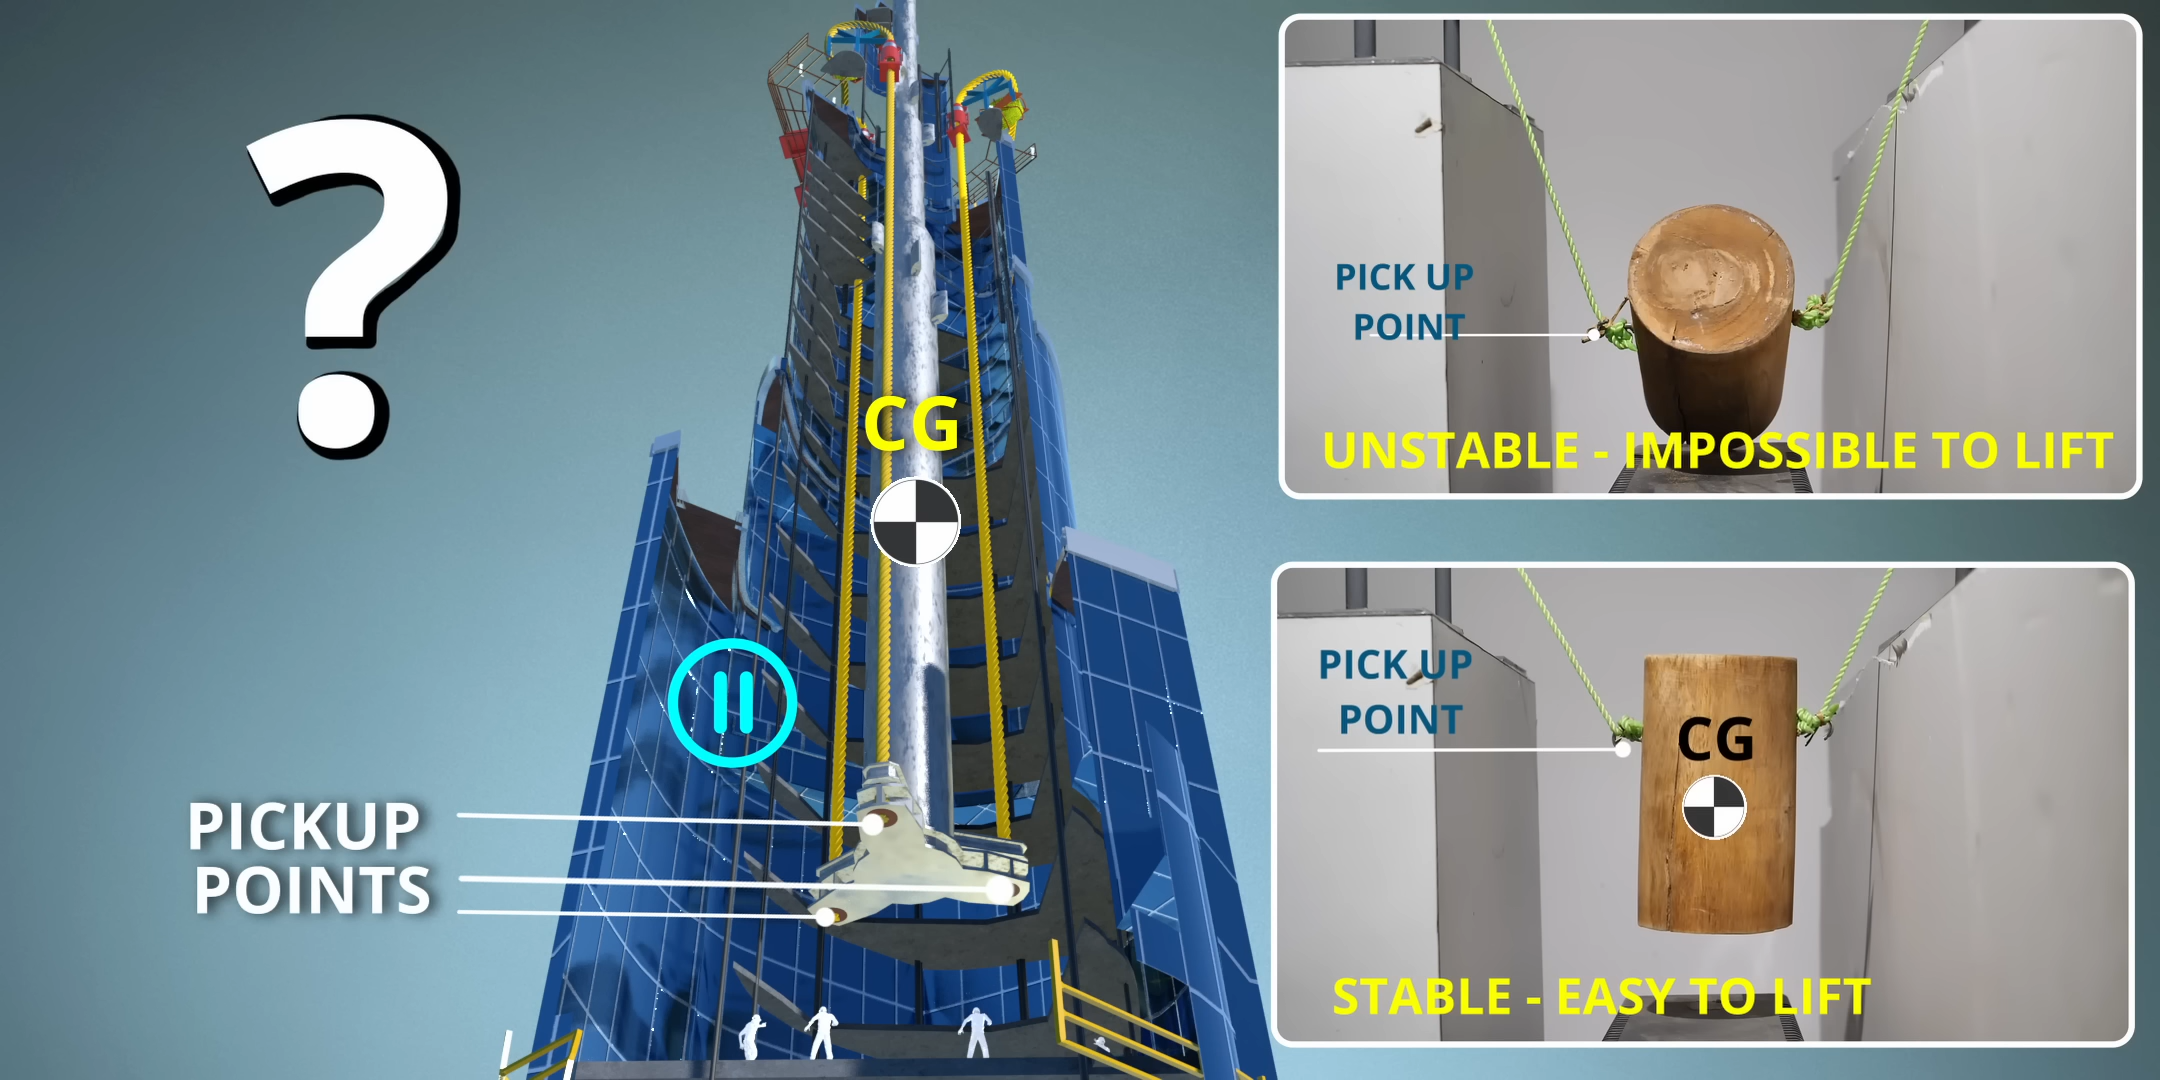 ?
CG
PICKUP
POINTS
PICK UP
POINT
UNSTABLE - IMPOSSIBLE TO LIFT
PICK UP
POINT
CG
STABLE - EASY TO LIFT